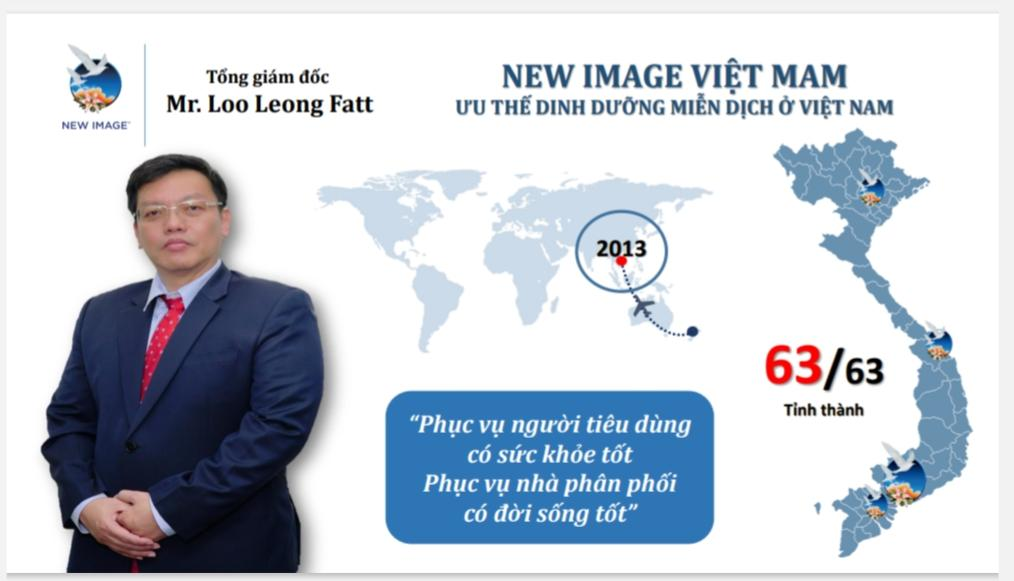 NEW IMAGE™
Tổng giám đốc
Mr. Loo Leong Fatt
NEW IMAGE VIỆT MAM
ƯU THẾ DINH DƯỠNG MIỄN DỊCH Ở VIỆT NAM
2013
63/63
Tỉnh thành
“Phục vụ người tiêu dùng
có sức khỏe tốt
Phục vụ nhà phân phối
có đời sống tốt”